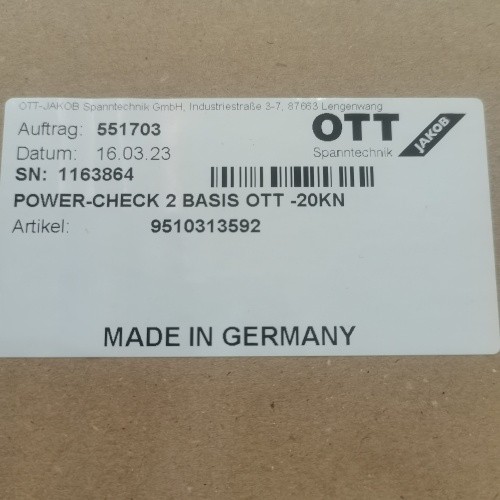 OTT-JAKOB Spanntechnik GmbH, Industriestraße 3-7, 87663 Lengenwang
Auftrag: 551703
OTT JAKOB
Spanntechnik
Datum: 16.03.23
SN: 1163864
POWER-CHECK 2 BASIS OTT -20KN
Artikel: 9510313592
MADE IN GERMANY